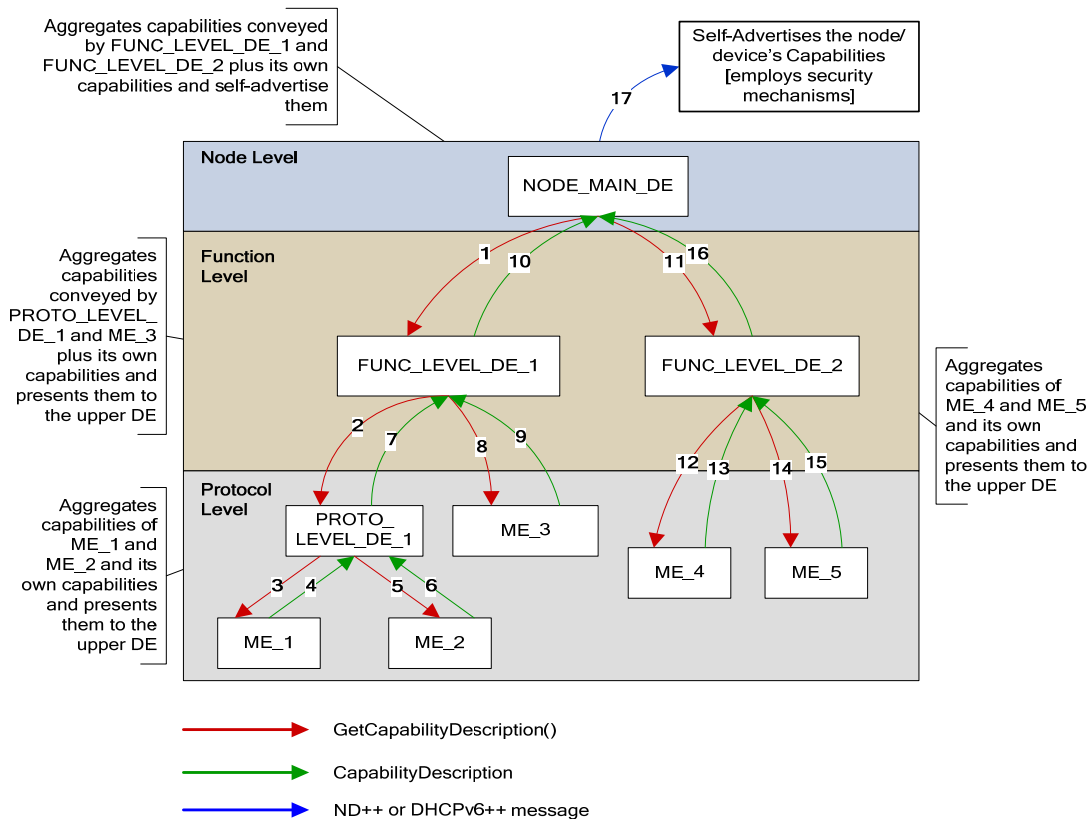 Aggregates capabilities conveyed
by FUNC_LEVEL_DE_1 and
FUNC_LEVEL_DE_2 plus its own
capabilities and self-advertise
them
Self-Advertises the node/
device's Capabilities
[employs security
mechanisms]
17
Node Level
NODE_MAIN_DE
Function
Level
1
10
11
16
Aggregates
capabilities
conveyed by
PROTO_LEVEL_
DE_1 and ME_3
plus its own
capabilities and
presents them to
the upper DE
FUNC_LEVEL_DE_1
FUNC_LEVEL_DE_2
Aggregates
capabilities of
ME_4 and ME_5
and its own
capabilities and
presents them to
the upper DE
2
7
8
9
12
13
14
15
Protocol
Level
PROTO_
LEVEL_DE_1
ME_3
ME_4
ME_5
Aggregates
capabilities of
ME_1 and
ME_2 and its
own capabilities
and presents
them to the
upper DE
3
4
5
6
ME_1
ME_2
GetCapabilityDescription()
CapabilityDescription
ND++ or DHCPv6++ message